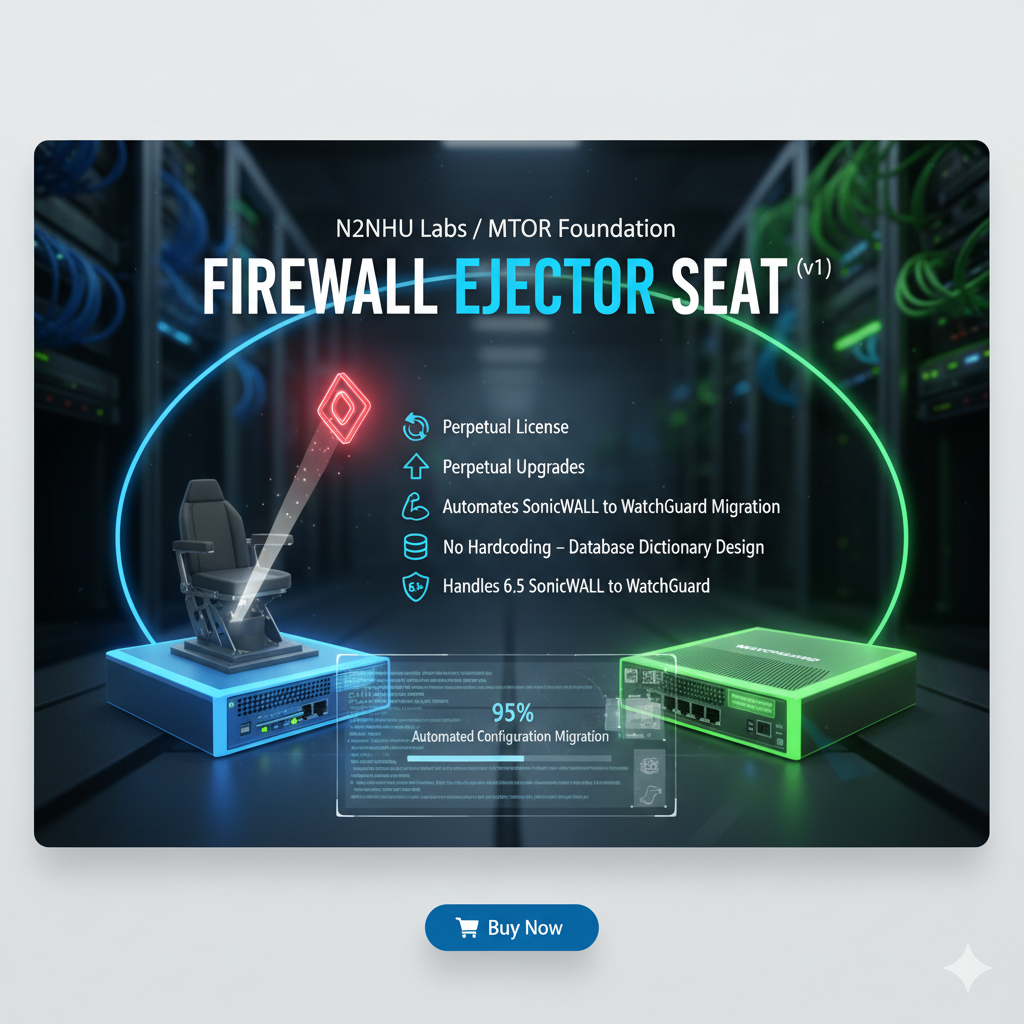 N2NHU Labs / MTOR Foundation
FIREWALL EJECTOR SEAT (v1)
Perpetual License
Perpetual Upgrades
Automates SonicWALL to WatchGuard Migration
No Hardcoding – Database Dictionary Design
Handles 6.5 SonicWALL to WatchGuard
95%
Automated Configuration Migration
Buy Now